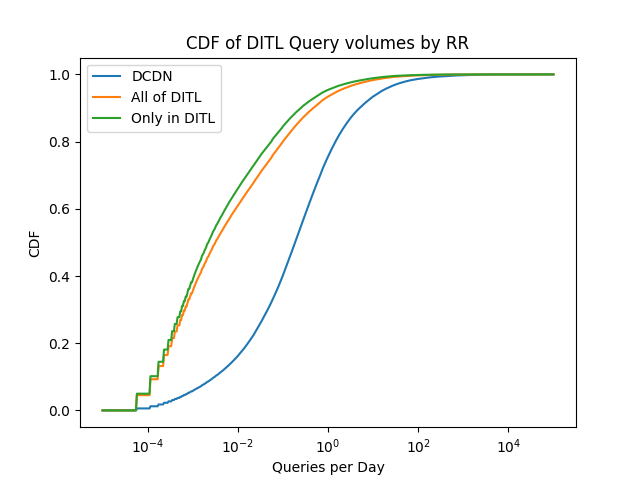 CDF of DITL Query volumes by RR
DCDN
All of DITL
Only in DITL
CDF
1.0
0.8
0.6
0.4
0.2
0.0
10⁻⁴ 10⁻² 10⁰ 10² 10⁴
Queries per Day